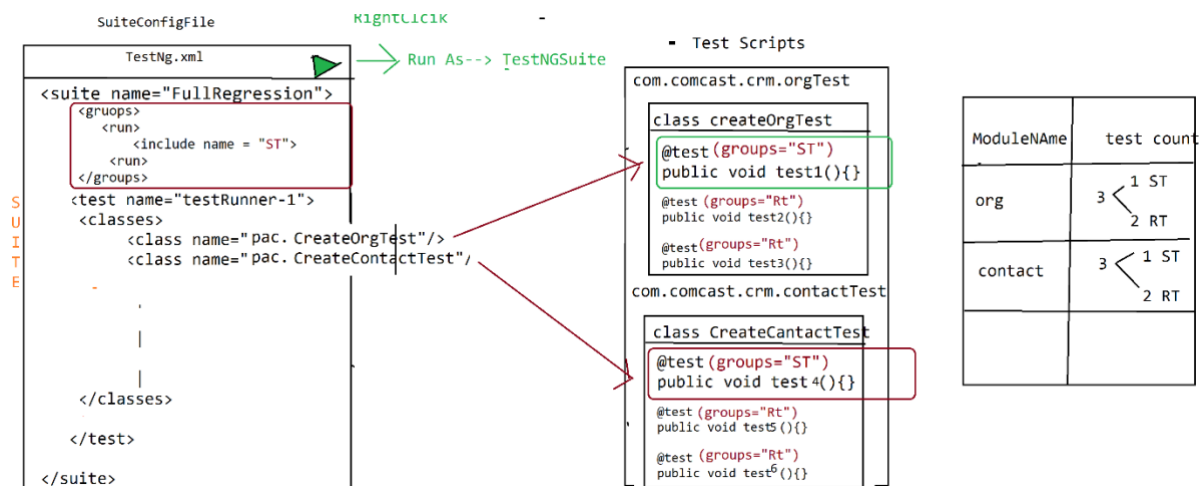 SuiteConfigFile
TestNg.xml
RightClcik
Run As--> TestNGSuite
<suite name="FullRegression">
<gruops>
<run>
<include name = "ST">
<run>
</groups>
<test name="testRunner-1">
<classes>
<class name="pac. CreateOrgTest"/>
<class name="pac. CreateContactTest"/
</classes>
</test>
</suite>
SUITE
- Test Scripts
com.comcast.crm.orgTest
class createOrgTest
@test (groups="ST")
public void test1(){}
@test (groups="Rt")
public void test2(){}
@test(groups="Rt")
public void test3(){}
com.comcast.crm.contactTest
class CreateCantactTest
@test (groups="ST")
public void test 4(){}
@test (groups="Rt")
public void test5(){}
@test (groups="Rt")
public void test6(){}
ModuleNAme test count
org 3
1 ST
2 RT
contact 3
1 ST
2 RT